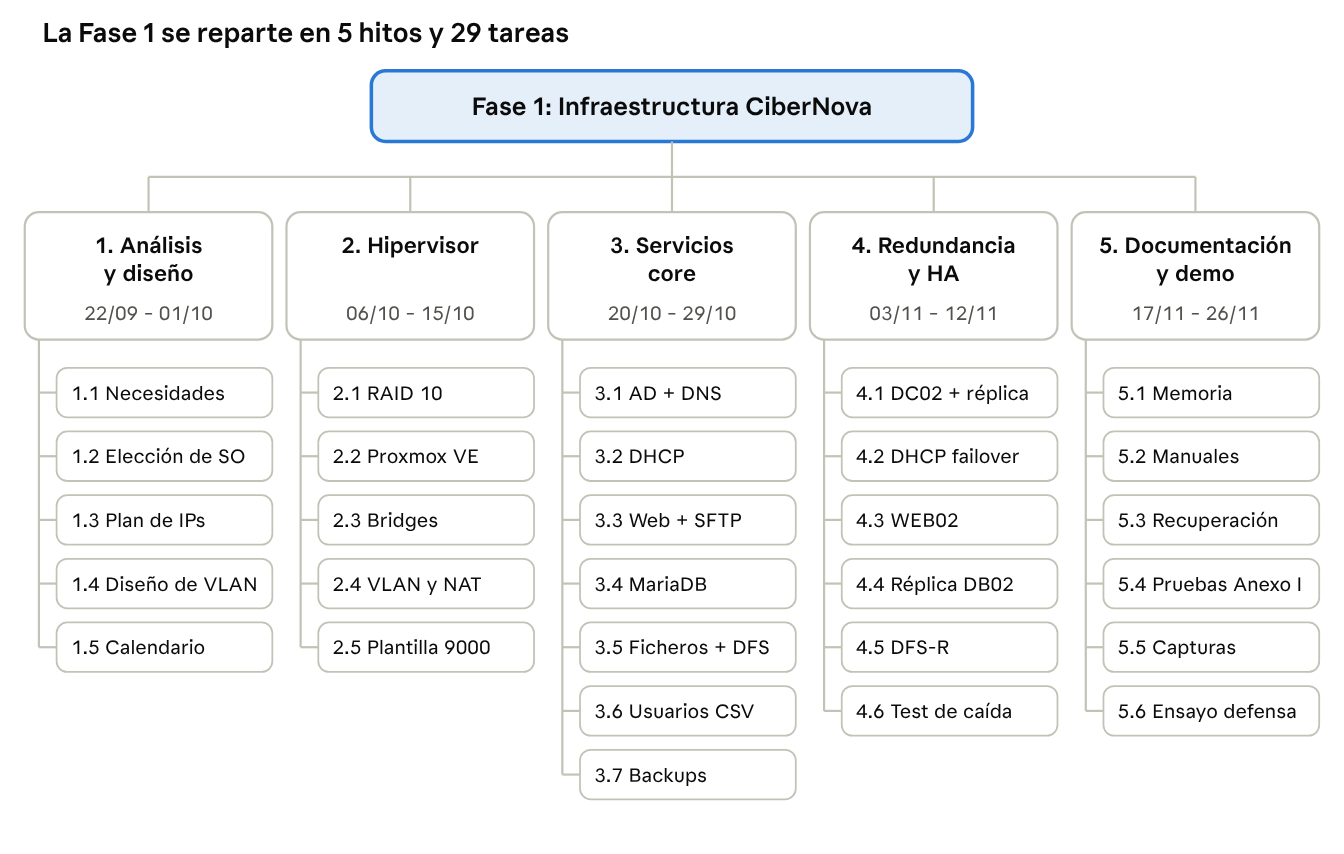 La Fase 1 se reparte en 5 hitos y 29 tareas
Fase 1: Infraestructura CiberNova
1. Análisis
y diseño
22/09 - 01/10
1.1 Necesidades
1.2 Elección de SO
1.3 Plan de IPs
1.4 Diseño de VLAN
1.5 Calendario
2. Hipervisor
06/10 - 15/10
2.1 RAID 10
2.2 Proxmox VE
2.3 Bridges
2.4 VLAN y NAT
2.5 Plantilla 9000
3. Servicios
core
20/10 - 29/10
3.1 AD + DNS
3.2 DHCP
3.3 Web + SFTP
3.4 MariaDB
3.5 Ficheros + DFS
3.6 Usuarios CSV
3.7 Backups
4. Redundancia
y HA
03/11 - 12/11
4.1 DC02 + réplica
4.2 DHCP failover
4.3 WEB02
4.4 Réplica DB02
4.5 DFS-R
4.6 Test de caída
5. Documentación
y demo
17/11 - 26/11
5.1 Memoria
5.2 Manuales
5.3 Recuperación
5.4 Pruebas Anexo I
5.5 Capturas
5.6 Ensayo defensa